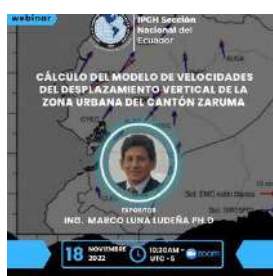 webinar
IPGH Sección
Nacional del
Ecuador
CÁLCULO DEL MODELO DE VELOCIDADES
DEL DESPLAZAMIENTO VERTICAL DE LA
ZONA URBANA DEL CANTÓN ZARUMA
EXPOSITOR
ING. MARCO LUNA LUDEÑA PH.D
18 NOVIEMBRE 2022
10:30AM -
UTC -5
zoom